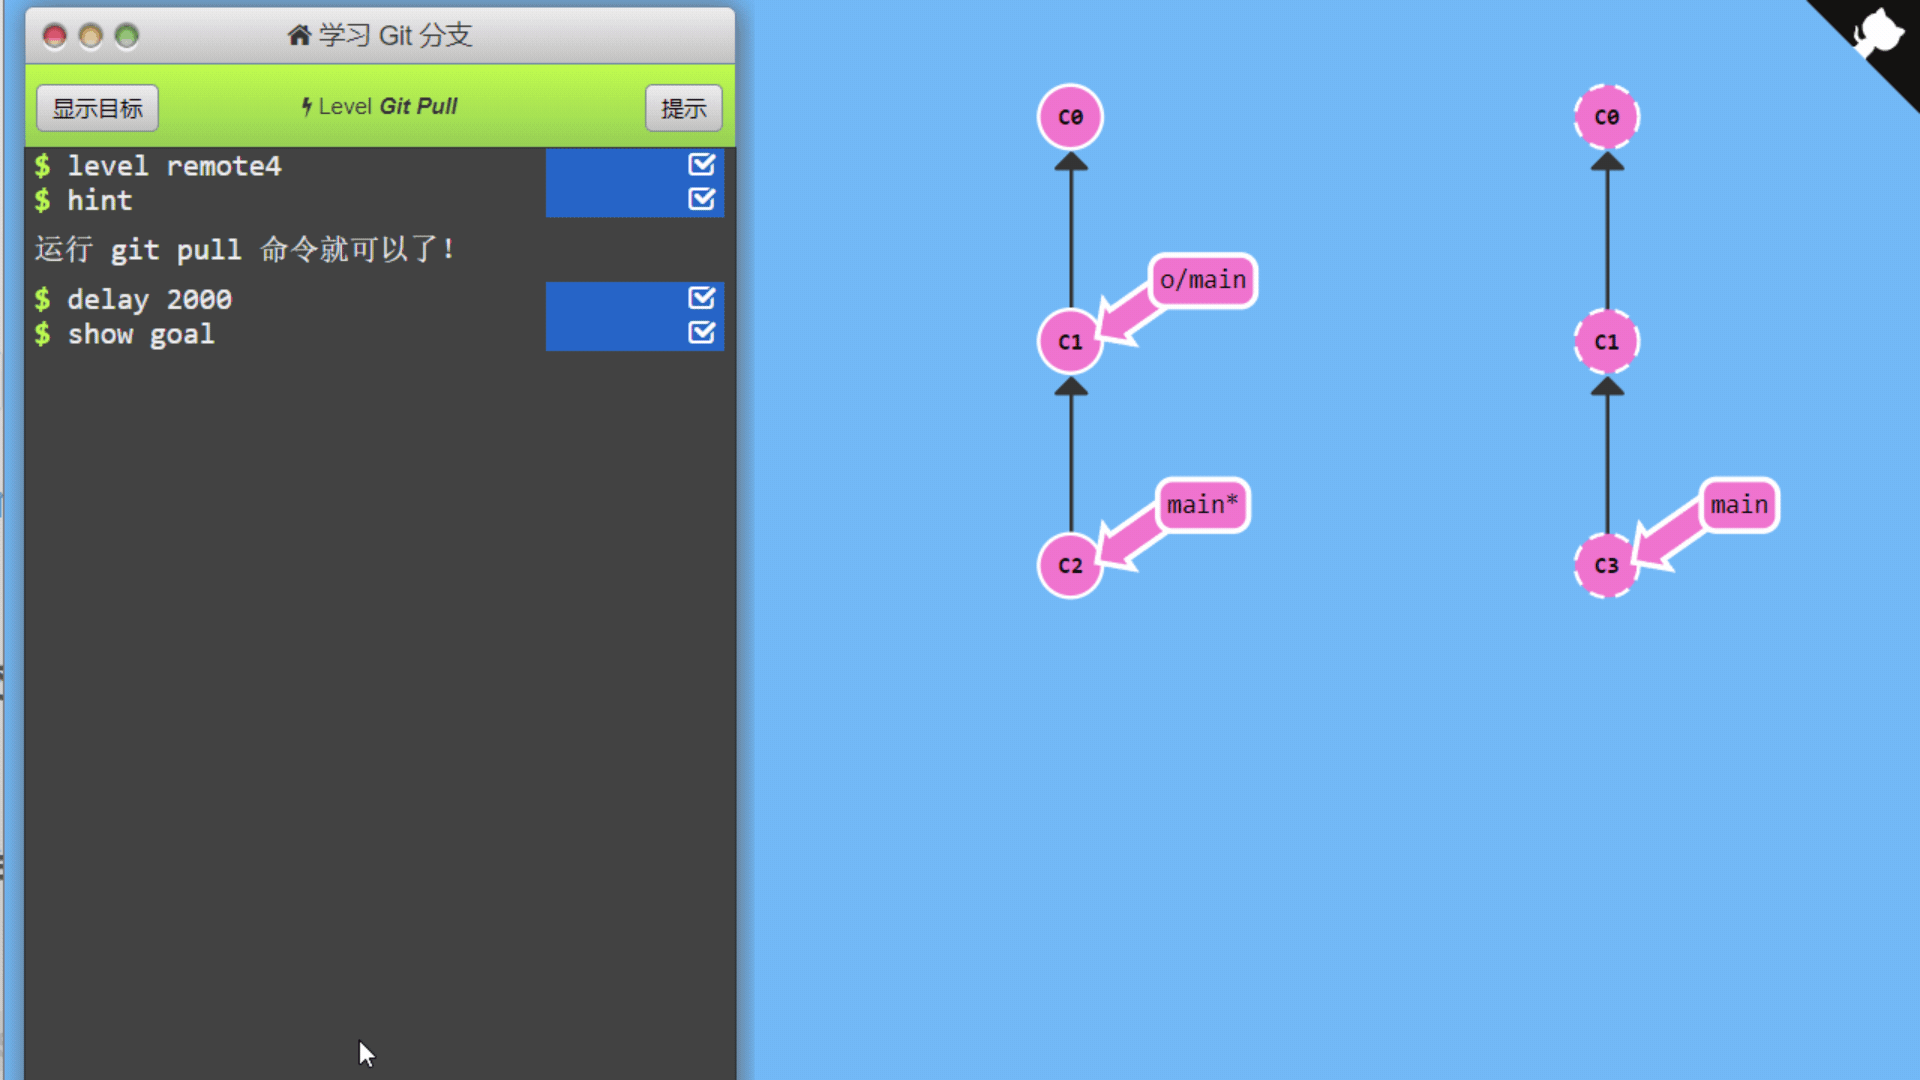 学习 Git 分支
显示目标
Level Git Pull
提示
$ level remote4
$ hint
运行 git pull 命令就可以了!
$ delay 2000
$ show goal
C0
o/main
C1
main*
C2
C0
C1
main
C3